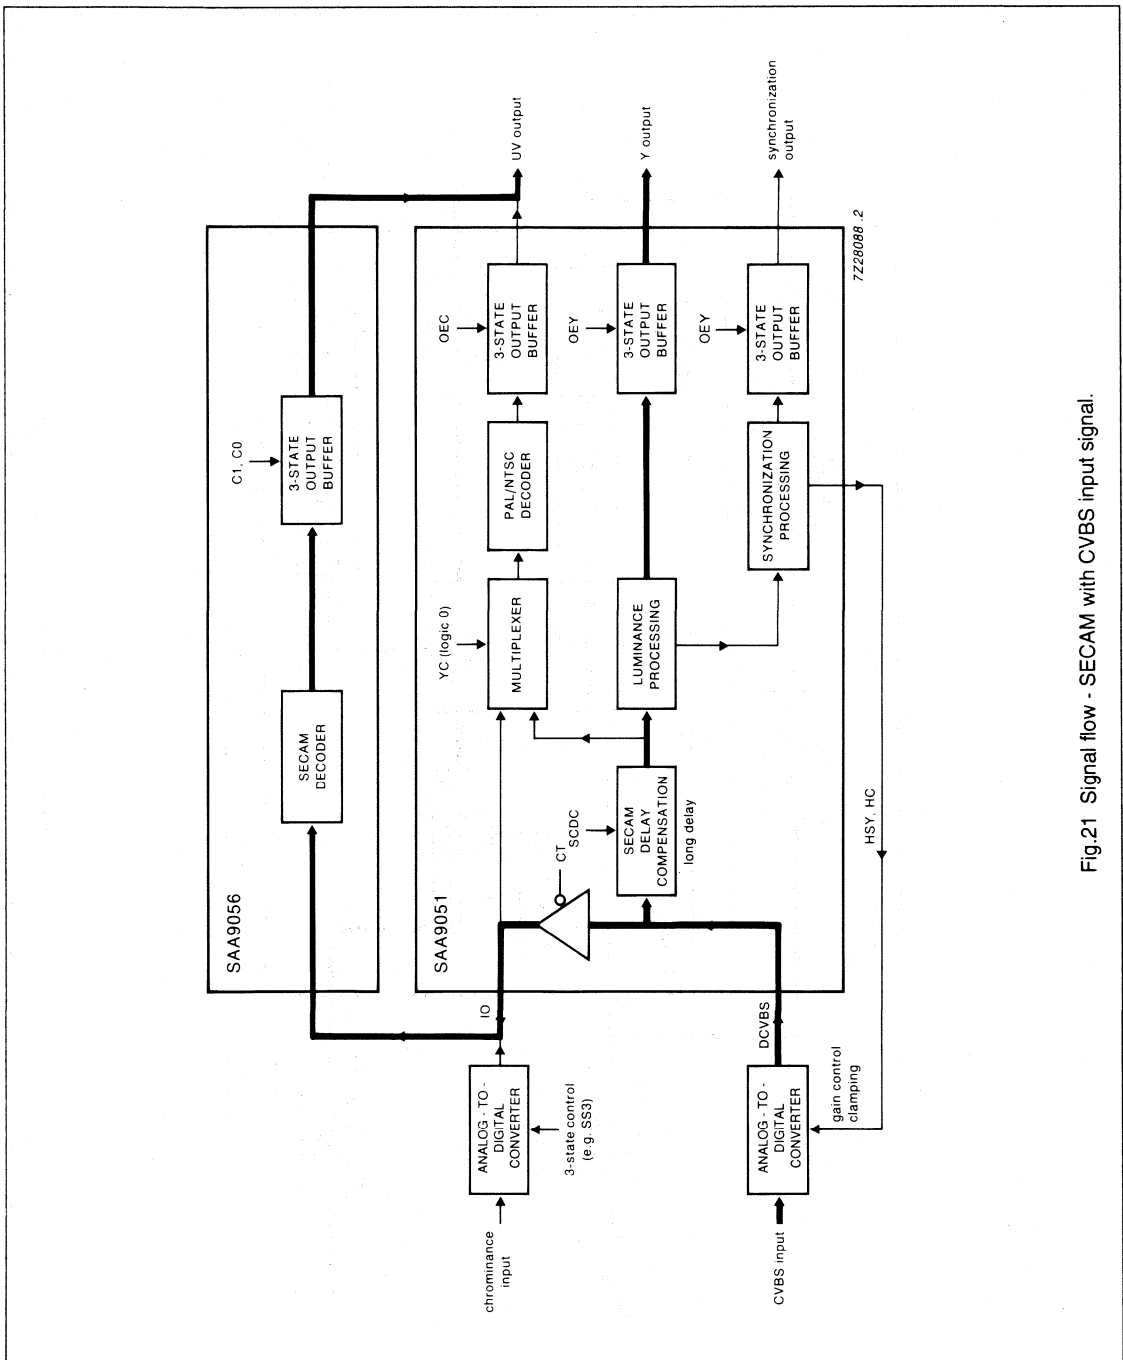 SAA9056
SECAM
DECODER
C1, C0
3-STATE
OUTPUT
BUFFER
SAA9051
IO
CT
SCDC
SECAM
DELAY
COMPENSATION
long delay
YC (logic 0)
MULTIPLEXER
PAL/NTSC
DECODER
OEC
3-STATE
OUTPUT
BUFFER
UV output
LUMINANCE
PROCESSING
OEY
3-STATE
OUTPUT
BUFFER
Y output
SYNCHRONIZATION
PROCESSING
OEY
3-STATE
OUTPUT
BUFFER
synchronization
output
chrominance
input
ANALOG - TO -
DIGITAL
CONVERTER
3-state control
(e.g. SS3)
CVBS input
ANALOG - TO -
DIGITAL
CONVERTER
DCVBS
gain control
clamping
HSY, HC
7Z28088 .2
Fig.21 Signal flow - SECAM with CVBS input signal.